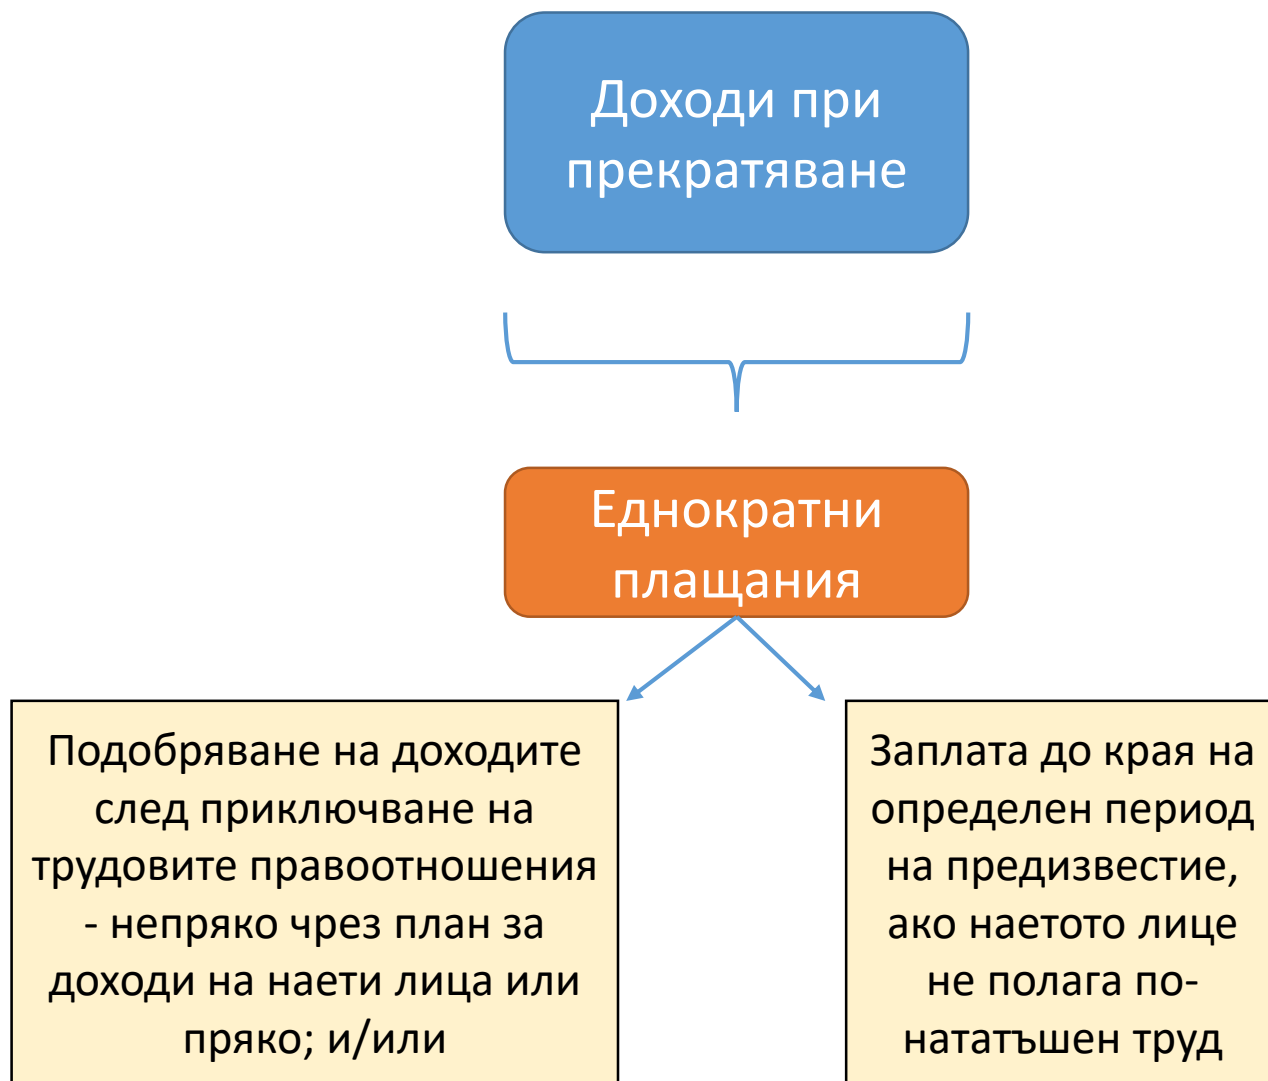 Доходи при
прекратяване
Еднократни
плащания
Подобряване на доходите
след приключване на
трудовите правоотношения
- непряко чрез план за
доходи на наети лица или
пряко; и/или
Заплата до края на
определен период
на предизвестие,
ако наетото лице
не полага по-
нататъшен труд